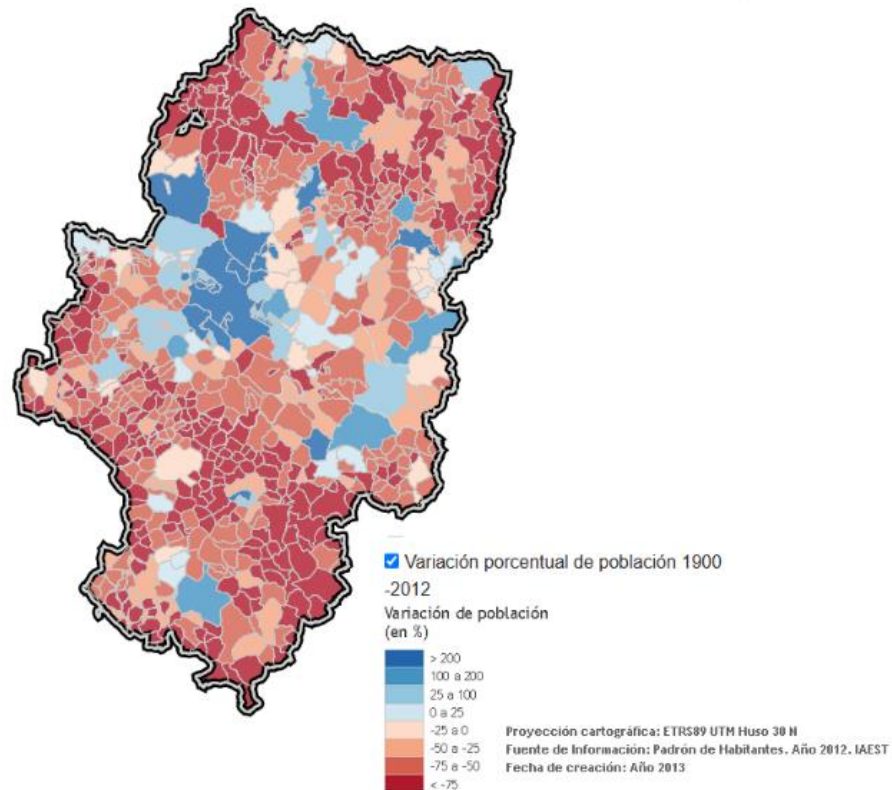 Variación porcentual de población 1900
-2012
Variación de población
(en %)
> 200
100 a 200
25 a 100
0 a 25
-25 a 0
-50 a -25
-75 a -50
< -75
Proyección cartográfica: ETRS89 UTM Huso 30 N
Fuente de Información: Padrón de Habitantes. Año 2012. IAEST
Fecha de creación: Año 2013